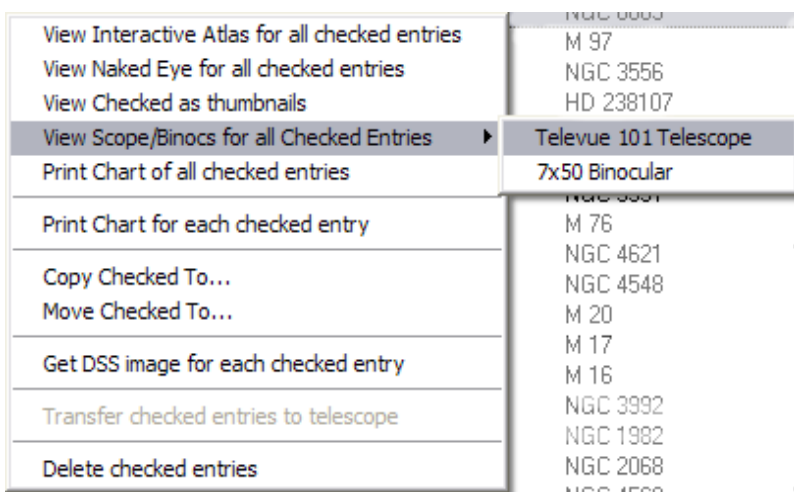 View Interactive Atlas for all checked entries
View Naked Eye for all checked entries
View Checked as thumbnails
View Scope/Binocs for all Checked Entries
Print Chart of all checked entries
Print Chart for each checked entry
Copy Checked To...
Move Checked To...
Get DSS image for each checked entry
Transfer checked entries to telescope
Delete checked entries
Televue 101 Telescope
7x50 Binocular
M 97
NGC 3556
HD 238107
M 76
NGC 4621
NGC 4548
M 20
M 17
M 16
NGC 3992
NGC 1982
NGC 2068